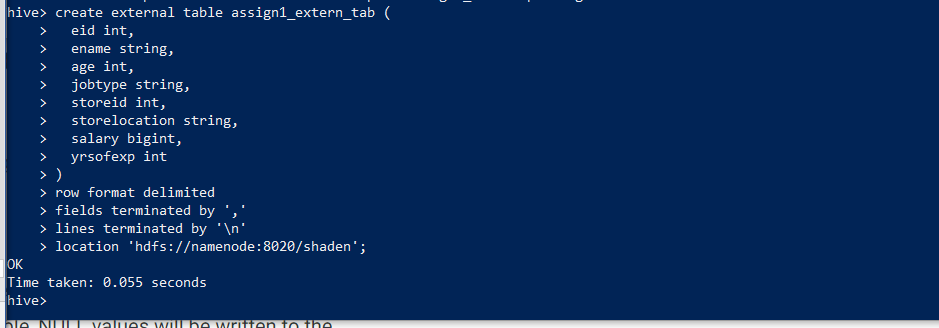 hive> create external table assign1_extern_tab (
    >   eid int,
    >   ename string,
    >   age int,
    >   jobtype string,
    >   storeid int,
    >   storelocation string,
    >   salary bigint,
    >   yrsofexp int
    > )
    > row format delimited
    > fields terminated by ','
    > lines terminated by '\n'
    > location 'hdfs://namenode:8020/shaden';
OK
Time taken: 0.055 seconds
hive>
NULL values will be written to the